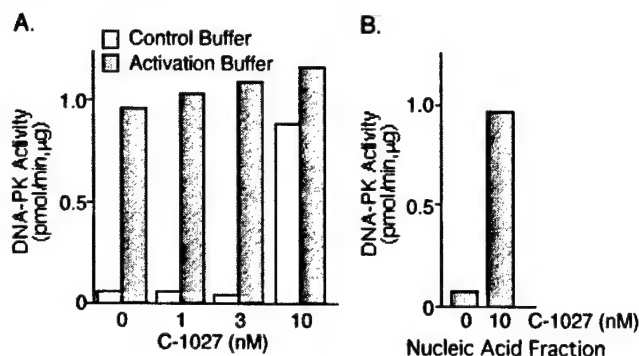 A.
Control Buffer
Activation Buffer
DNA-PK Activity
(pmol/min,µg)
1.0
0.5
0
0 1 3 10
C-1027 (nM)
B.
DNA-PK Activity
(pmol/min,µg)
1.0
0.5
0
0 10 C-1027 (nM)
Nucleic Acid Fraction